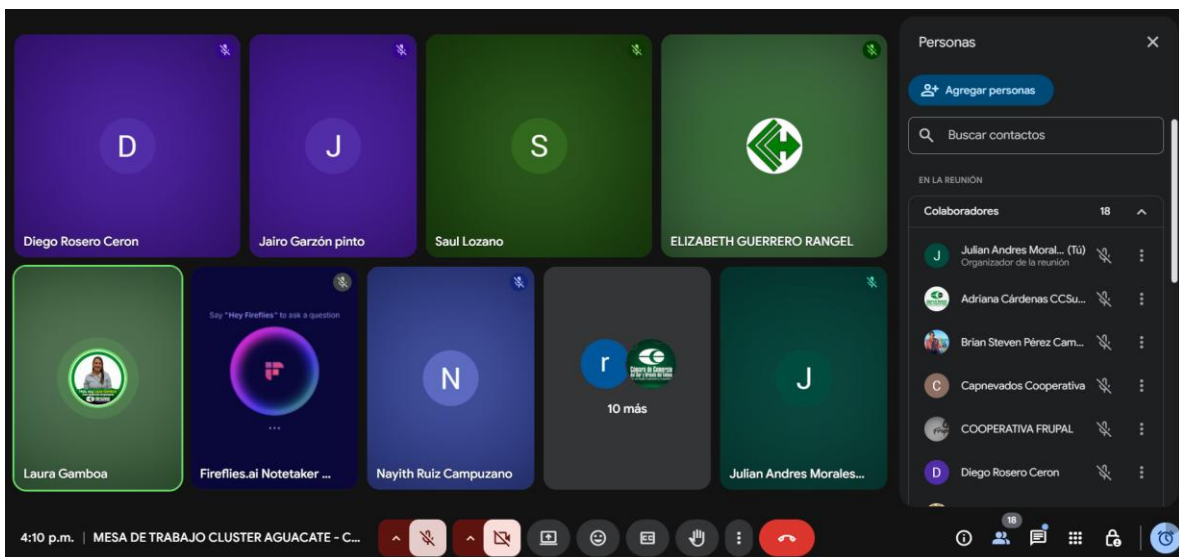 D
Diego Rosero Ceron
J
Jairo Garzón pinto
S
Saul Lozano
ELIZABETH GUERRERO RANGEL
Laura Gamboa
Say "Hey Fireflies" to ask a question
Fireflies.ai Notetaker ...
N
Nayith Ruiz Campuzano
r
10 más
J
Julian Andres Morales...
4:10 p.m. | MESA DE TRABAJO CLUSTER AGUACATE - C...
CC
Personas
Agregar personas
Buscar contactos
EN LA REUNIÓN
Colaboradores 18
J
Julian Andres Moral... (Tú)
Organizador de la reunión
Adriana Cárdenas CCSu...
Brian Steven Pérez Cam...
C
Capnevados Cooperativa
COOPERATIVA FRUPAL
D
Diego Rosero Ceron
18